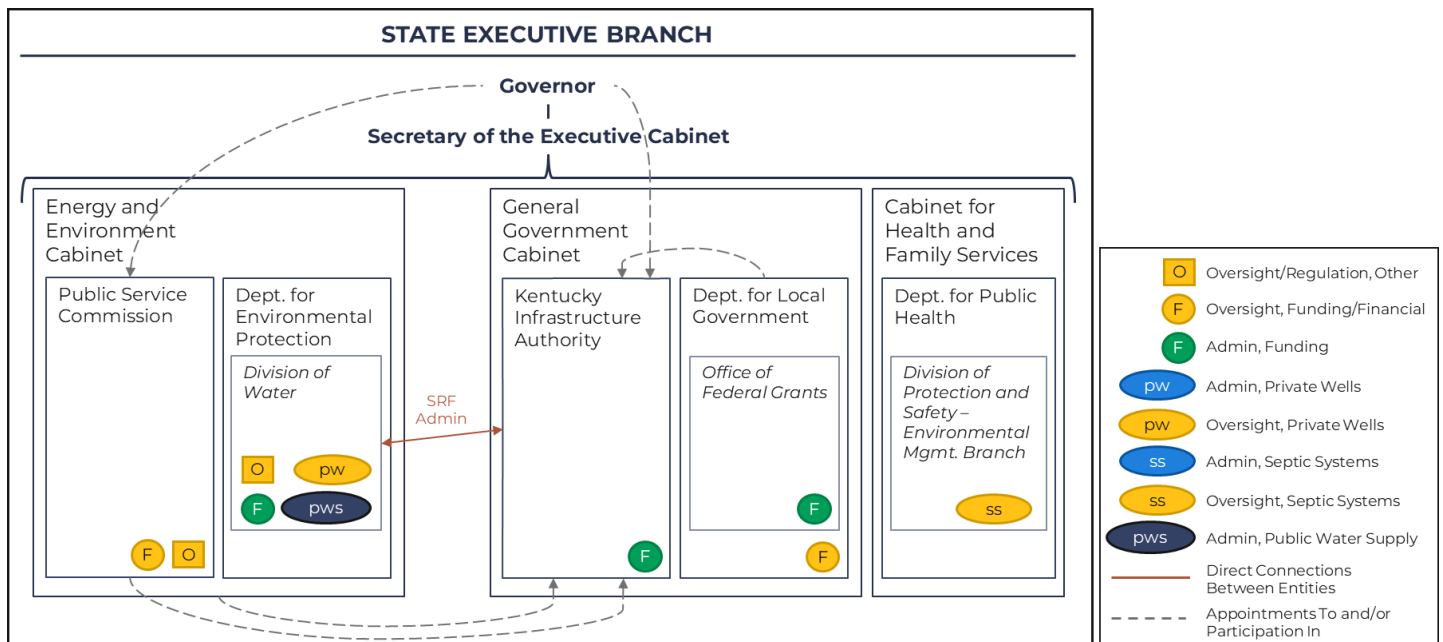 STATE EXECUTIVE BRANCH
Governor
Secretary of the Executive Cabinet
Energy and
Environment
Cabinet
Public Service
Commission
F
O
Dept. for
Environmental
Protection
Division of
Water
O
pw
F
pws
SRF
Admin
General
Government
Cabinet
Kentucky
Infrastructure
Authority
F
Dept. for Local
Government
Office of
Federal Grants
F
F
Cabinet for
Health and
Family Services
Dept. for Public
Health
Division of
Protection and
Safety –
Environmental
Mgmt. Branch
ss
O Oversight/Regulation, Other
F Oversight, Funding/Financial
F Admin, Funding
pw Admin, Private Wells
pw Oversight, Private Wells
ss Admin, Septic Systems
ss Oversight, Septic Systems
pws Admin, Public Water Supply
Direct Connections
Between Entities
Appointments To and/or
Participation In